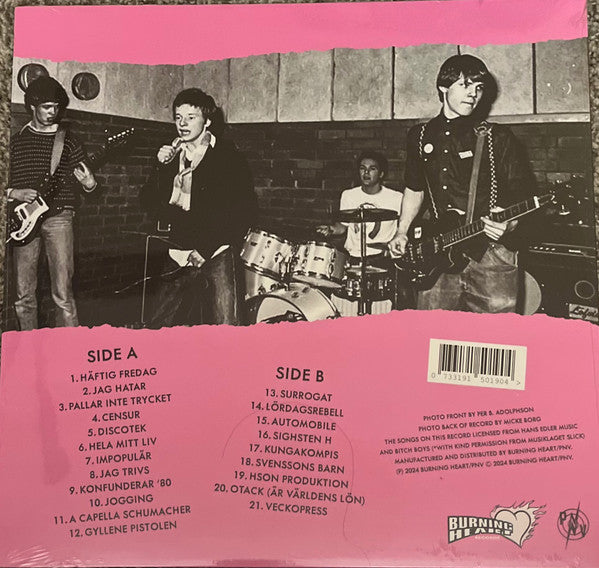 SIDE A
1. HÄFTIG FREDAG
2. JAG HATAR
3. PALLAR INTE TRYCKET
4. CENSUR
5. DISCOTEK
6. HELA MITT LIV
7. IMPOPULÄR
8. JAG TRIVS
9. KONFUNDERAR '80
10. JOGGING
11. A CAPELLA SCHUMACHER
12. GYLLENE PISTOLEN
SIDE B
13. SURROGAT
14. LÖRDAGSREBELL
15. AUTOMOBILE
16. SIGHSTEN H
17. KUNGAKOMPIS
18. SVENSSONS BARN
19. HSON PRODUKTION
20. OTACK (ÄR VÄRLDENS LÖN)
21. VECKOPRESS
0 733191 501904 >
PHOTO FRONT BY PER B. ADOLPHSON
PHOTO BACK OF RECORD BY MICKE BORG
THE SONGS ON THIS RECORD LICENSED FROM HANS EDLER MUSIC
AND BITCH BOYS (*WITH KIND PERMISSION FROM MUSIKLAGET SLICK)
MANUFACTURED AND DISTRIBUTED BY BURNING HEART/PNV.
(P) 2024 BURNING HEART/PNV © 2024 BURNING HEART/PNV.
BURNING
HEART
RECORDS
PNV